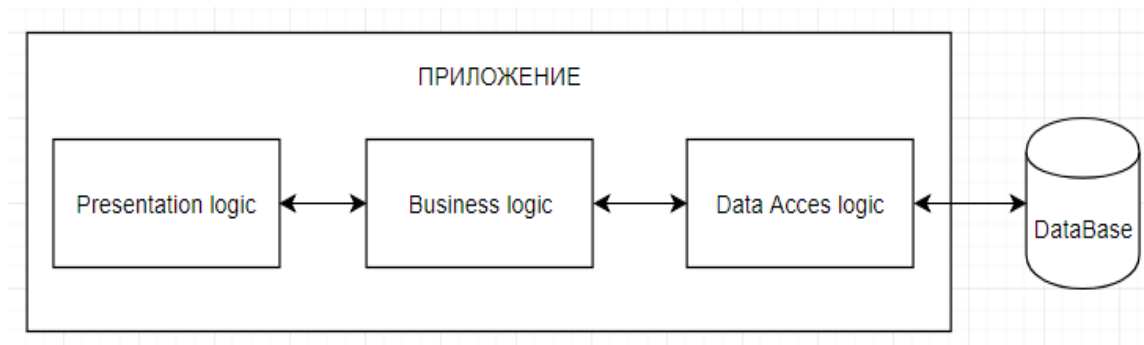 ПРИЛОЖЕНИЕ
Presentation logic
Business logic
Data Acces logic
DataBase